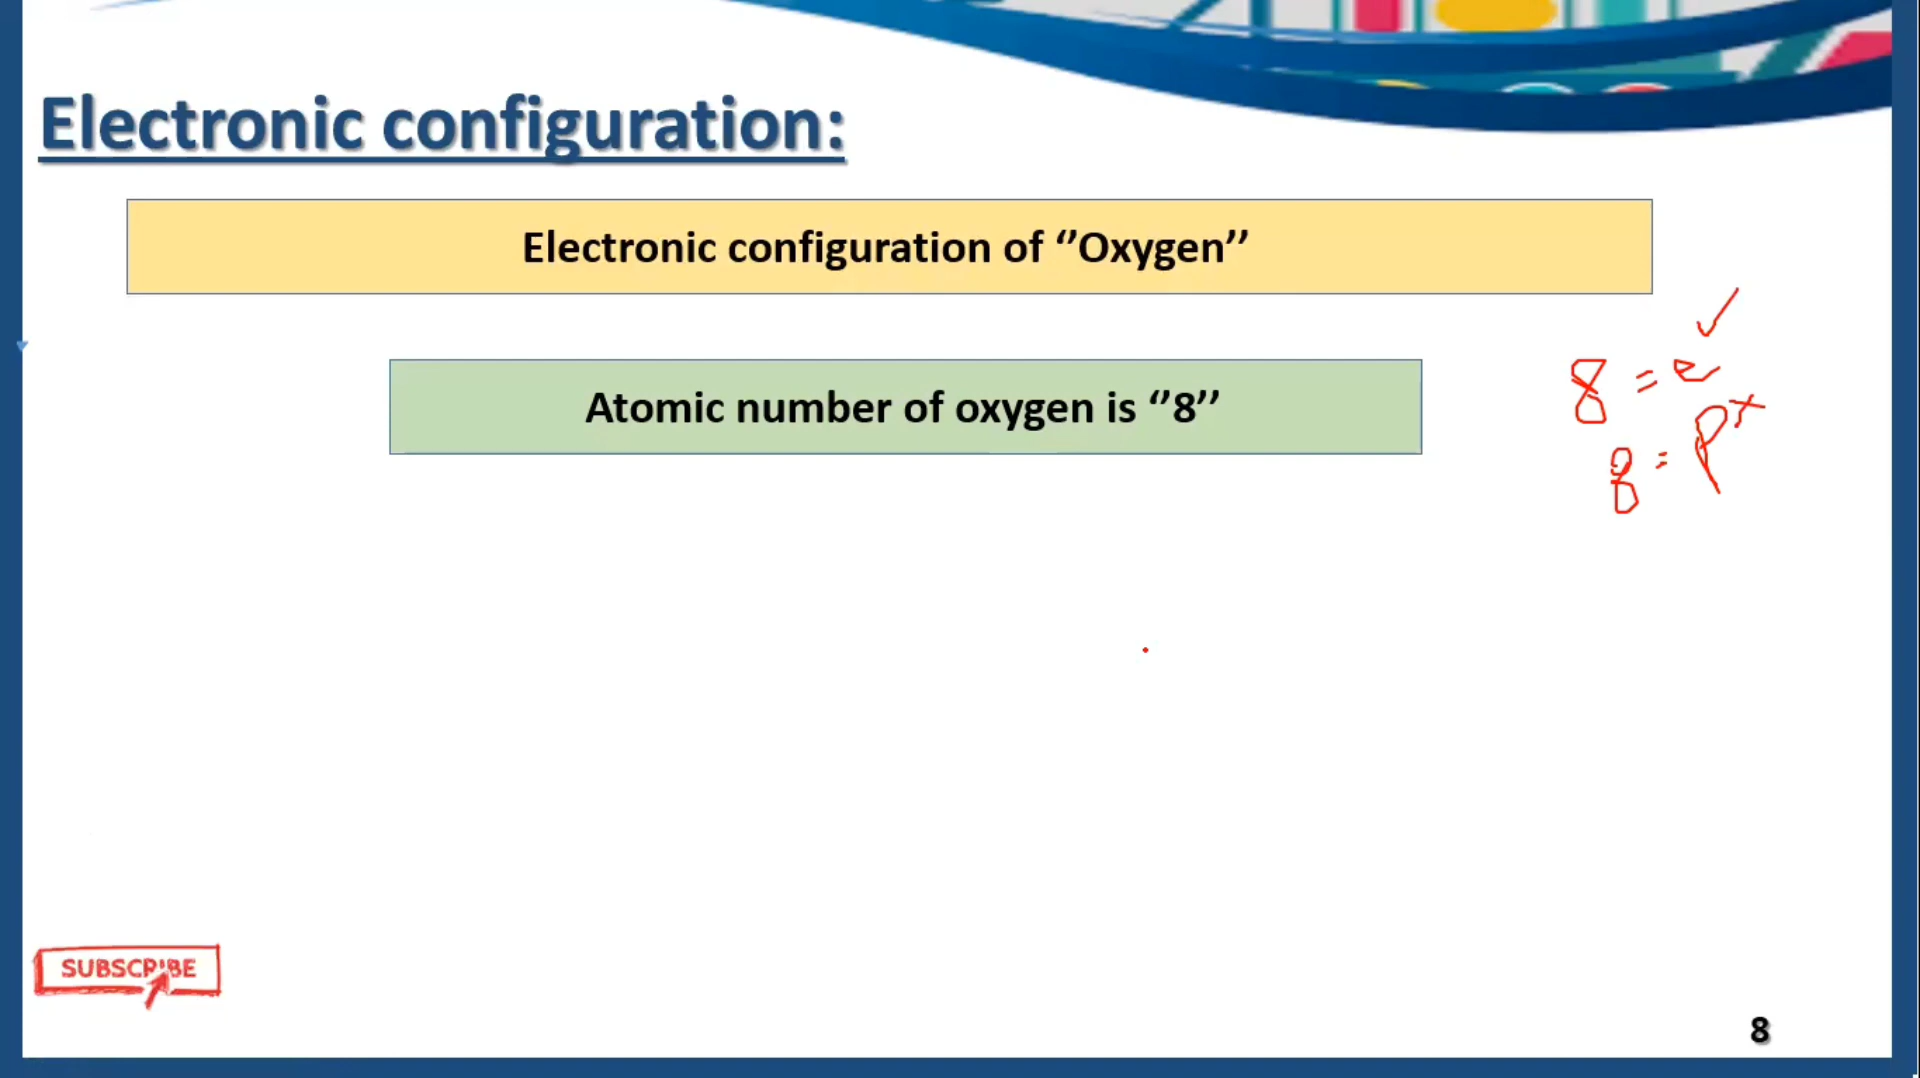 Electronic configuration:
Electronic configuration of ‘’Oxygen’’
Atomic number of oxygen is ‘’8’’
8 = e
8 = p+
SUBSCRIBE
8